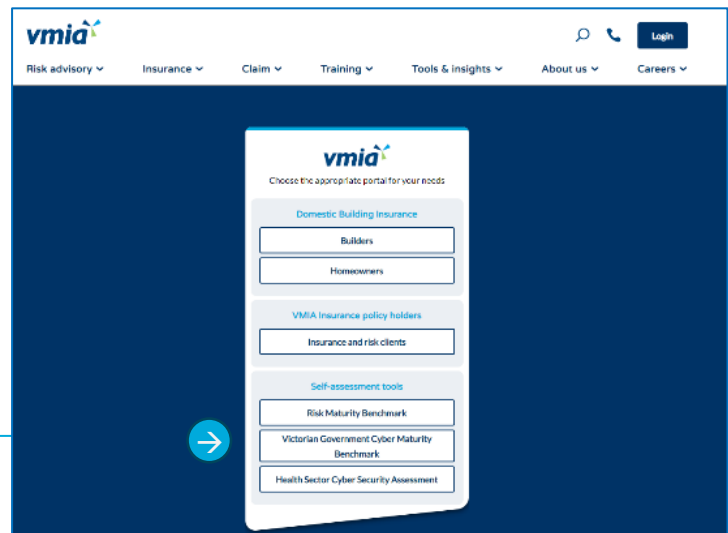 vmia
Login
Risk advisory
Insurance
Claim
Training
Tools & insights
About us
Careers
vmia
Choose the appropriate portal for your needs
Domestic Building Insurance
Builders
Homeowners
VMIA Insurance policy holders
Insurance and risk clients
Self-assessment tools
Risk Maturity Benchmark
Victorian Government Cyber Maturity
Benchmark
Health Sector Cyber Security Assessment